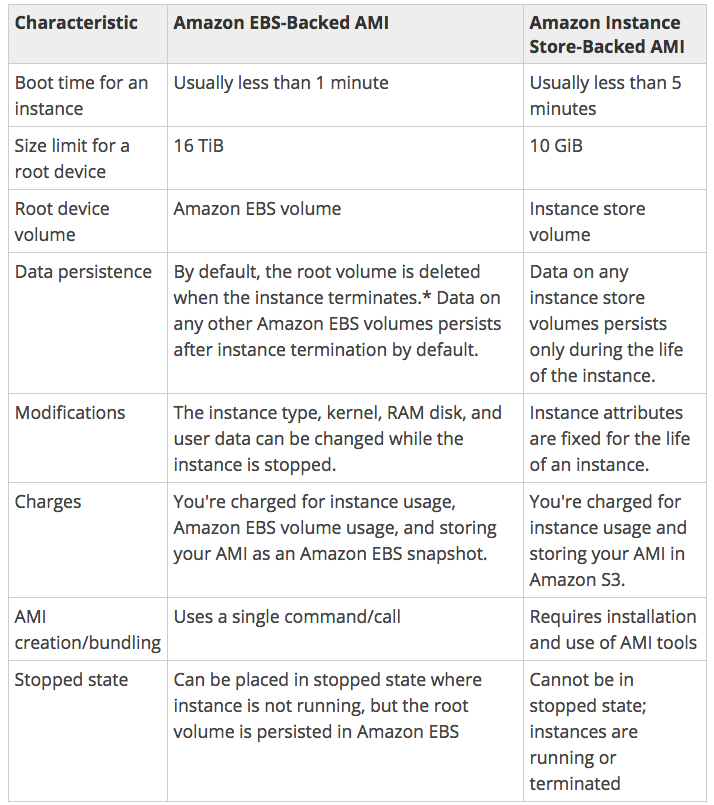 Characteristic
Amazon EBS-Backed AMI
Amazon Instance
Store-Backed AMI
Boot time for an
instance
Usually less than 1 minute
Usually less than 5
minutes
Size limit for a
root device
16 TiB
10 GiB
Root device
volume
Amazon EBS volume
Instance store
volume
Data persistence
By default, the root volume is deleted
when the instance terminates.* Data on
any other Amazon EBS volumes persists
after instance termination by default.
Data on any
instance store
volumes persists
only during the life
of the instance.
Modifications
The instance type, kernel, RAM disk, and
user data can be changed while the
instance is stopped.
Instance attributes
are fixed for the life
of an instance.
Charges
You're charged for instance usage,
Amazon EBS volume usage, and storing
your AMI as an Amazon EBS snapshot.
You're charged for
instance usage and
storing your AMI in
Amazon S3.
AMI
creation/bundling
Uses a single command/call
Requires installation
and use of AMI tools
Stopped state
Can be placed in stopped state where
instance is not running, but the root
volume is persisted in Amazon EBS
Cannot be in
stopped state;
instances are
running or
terminated